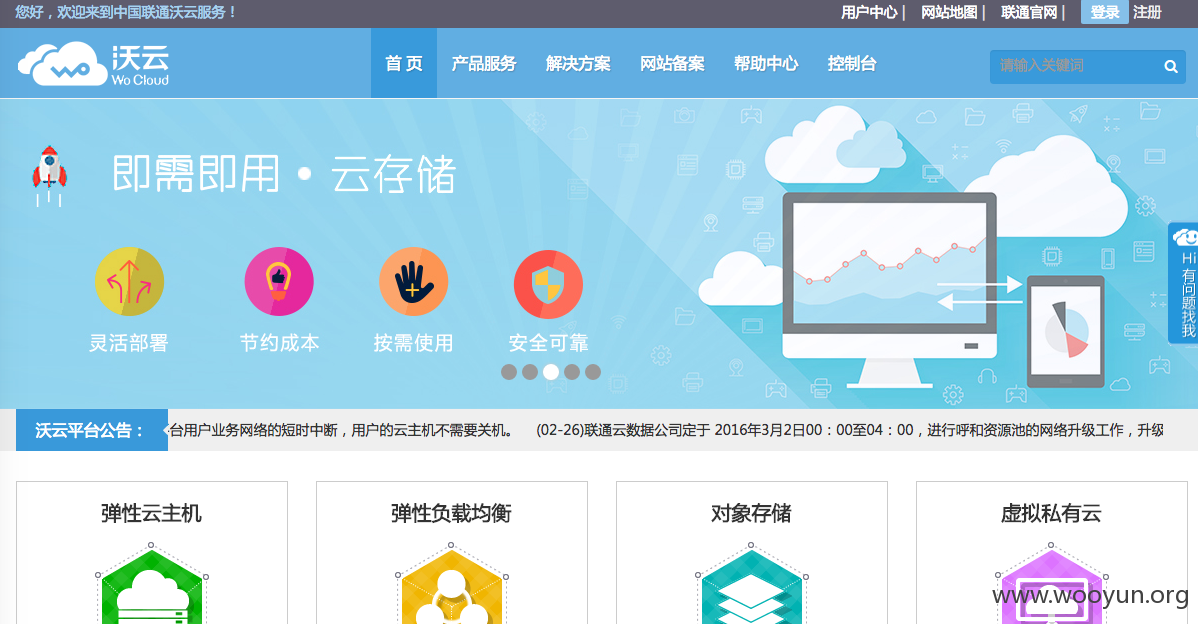 您好，欢迎来到中国联通沃云服务！
用户中心 | 网站地图 | 联通官网 | 登录 注册
沃云
Wo Cloud
首 页 产品服务 解决方案 网站备案 帮助中心 控制台
请输入关键词
即需即用 • 云存储
灵活部署 节约成本 按需使用 安全可靠
Hi
有问题找我
沃云平台公告： 台用户业务网络的短时中断，用户的云主机不需要关机。 (02-26)联通云数据公司定于 2016年3月2日00：00至04：00，进行呼和资源池的网络升级工作，升级
弹性云主机 弹性负载均衡 对象存储 虚拟私有云
www.wooyun.org